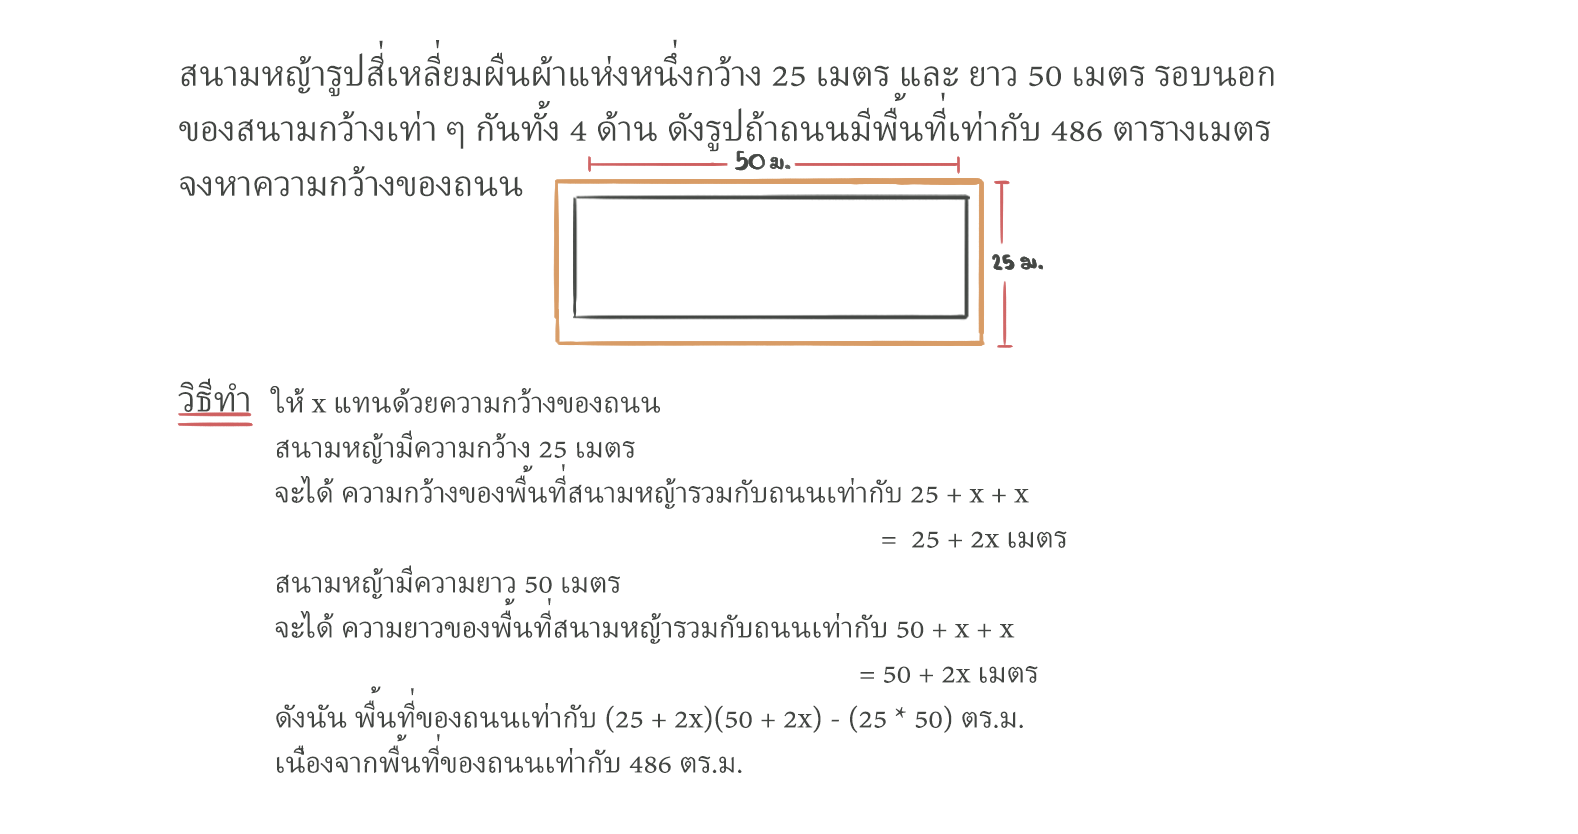 สนามหญ้ารูปสี่เหลี่ยมผืนผ้าแห่งหนึ่งกว้าง 25 เมตร และ ยาว 50 เมตร รอบนอก
ของสนามกว้างเท่า ๆ กันทั้ง 4 ด้าน ดังรูปถ้าถนนมีพื้นที่เท่ากับ 486 ตารางเมตร
จงหาความกว้างของถนน
50 ม.
25 ม.
วิธีทำ ให้ x แทนด้วยความกว้างของถนน
สนามหญ้ามีความกว้าง 25 เมตร
จะได้ ความกว้างของพื้นที่สนามหญ้ารวมกับถนนเท่ากับ 25 + x + x
= 25 + 2x เมตร
สนามหญ้ามีความยาว 50 เมตร
จะได้ ความยาวของพื้นที่สนามหญ้ารวมกับถนนเท่ากับ 50 + x + x
= 50 + 2x เมตร
ดังนัน พื้นที่ของถนนเท่ากับ (25 + 2x)(50 + 2x) - (25 * 50) ตร.ม.
เนืองจากพื้นที่ของถนนเท่ากับ 486 ตร.ม.